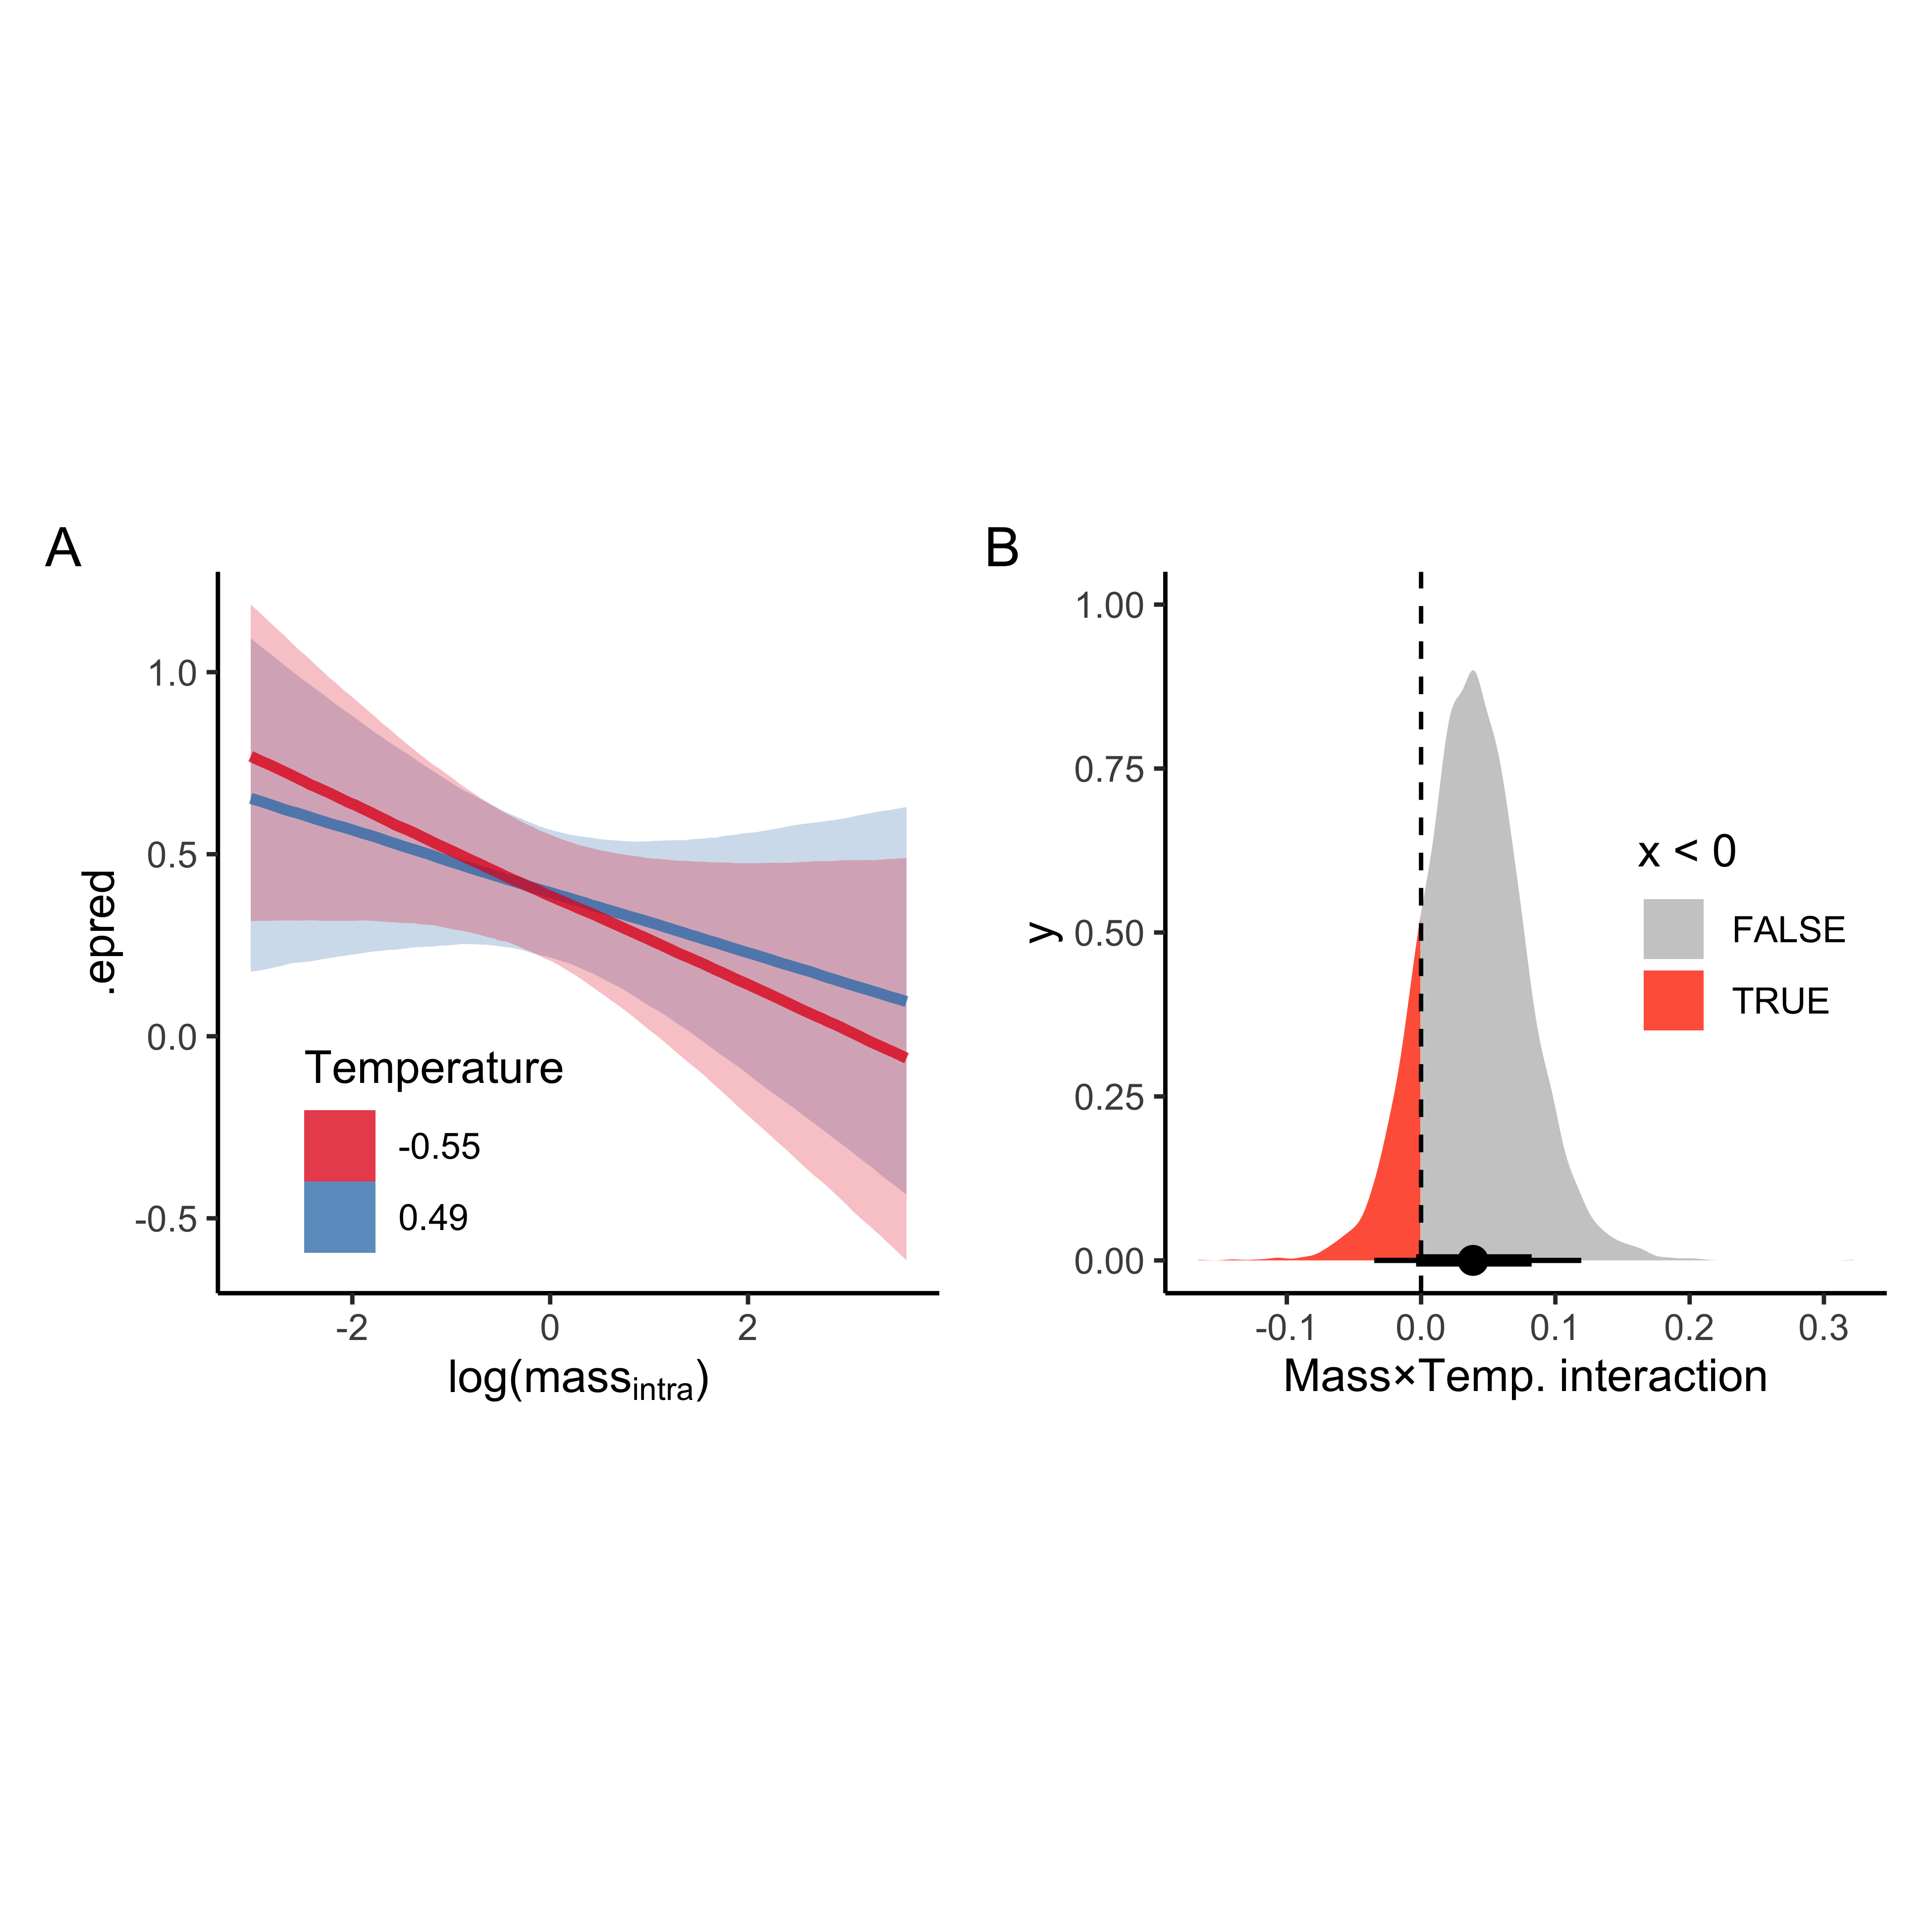 A
1.0
0.5
0.0
-0.5
.epred
Temperature
-0.55
0.49
-2
0
2
log(massintra)
B
1.00
0.75
0.50
0.25
0.00
y
x < 0
FALSE
TRUE
-0.1
0.0
0.1
0.2
0.3
Mass×Temp. interaction